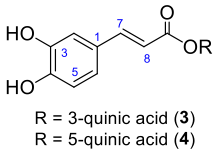 O
HO
1
7
OR
3
8
HO
5
R = 3-quinic acid (3)
R = 5-quinic acid (4)